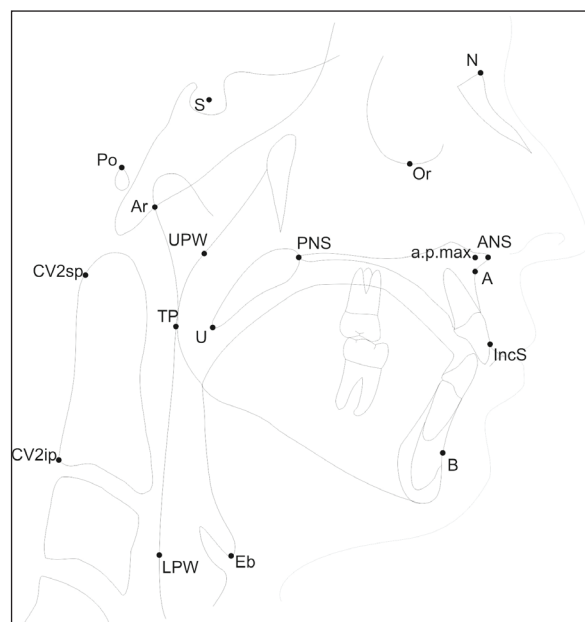 N
S
Po
Or
Ar
UPW
PNS
a.p.max
ANS
CV2sp
A
TP
U
IncS
CV2ip
B
LPW
Eb